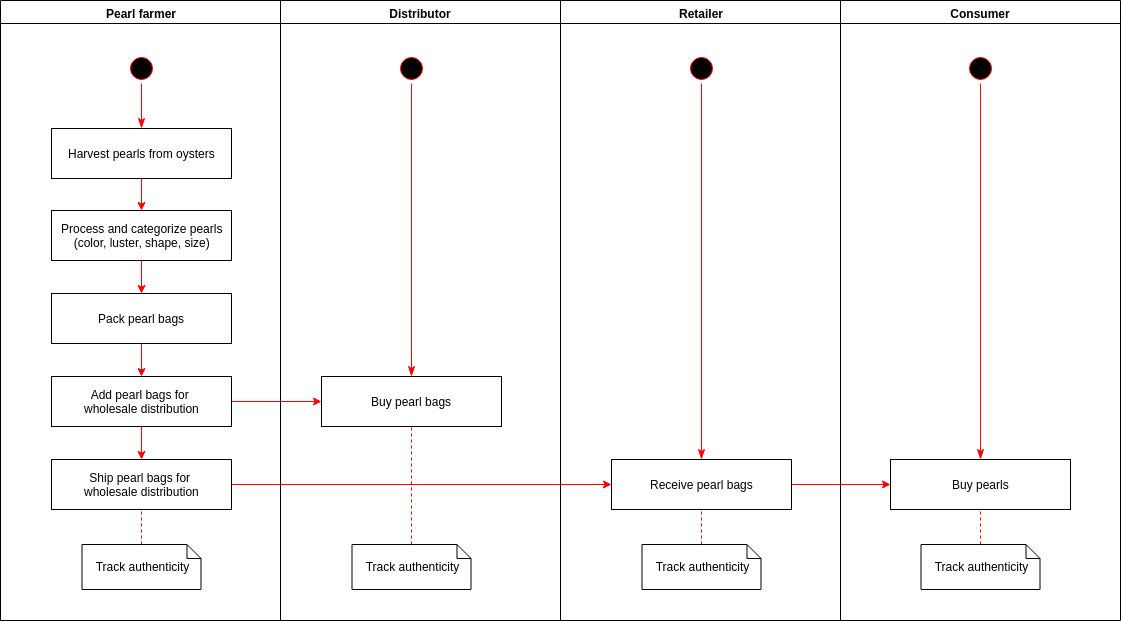 Pearl farmer
Distributor
Retailer
Consumer
Harvest pearls from oysters
Process and categorize pearls
(color, luster, shape, size)
Pack pearl bags
Add pearl bags for
wholesale distribution
Buy pearl bags
Ship pearl bags for
wholesale distribution
Receive pearl bags
Buy pearls
Track authenticity
Track authenticity
Track authenticity
Track authenticity